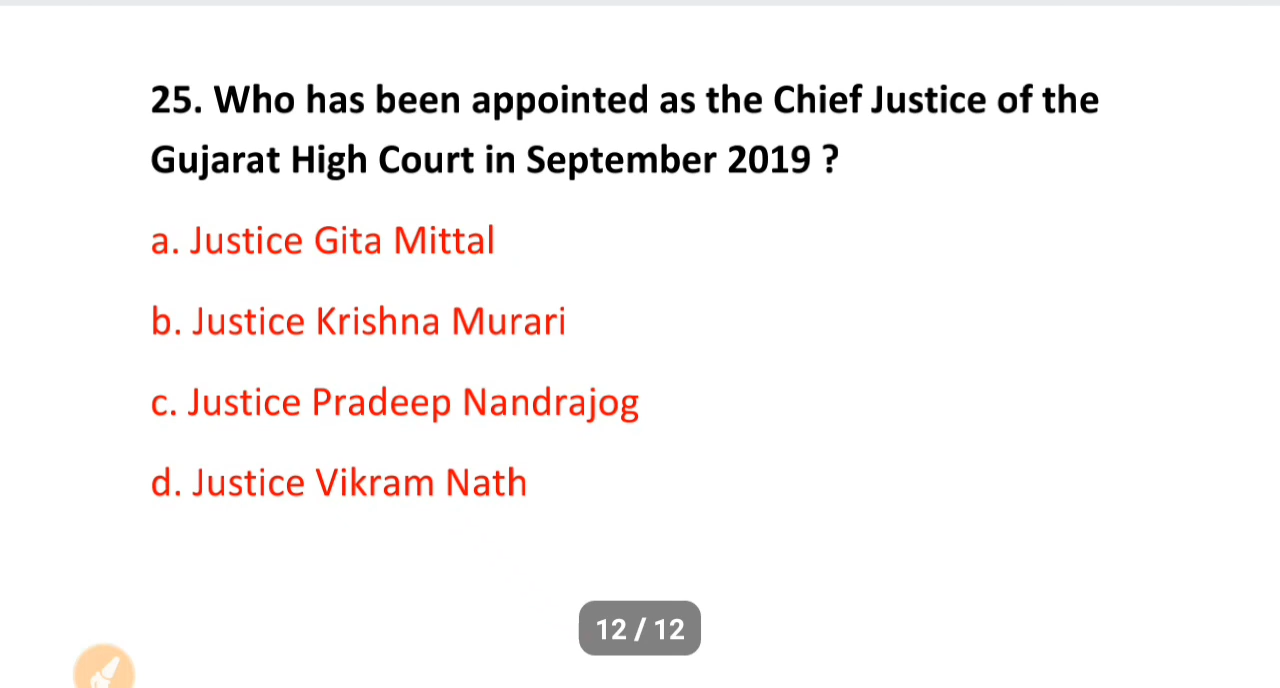 25. Who has been appointed as the Chief Justice of the
Gujarat High Court in September 2019 ?
a. Justice Gita Mittal
b. Justice Krishna Murari
c. Justice Pradeep Nandrajog
d. Justice Vikram Nath
12 / 12